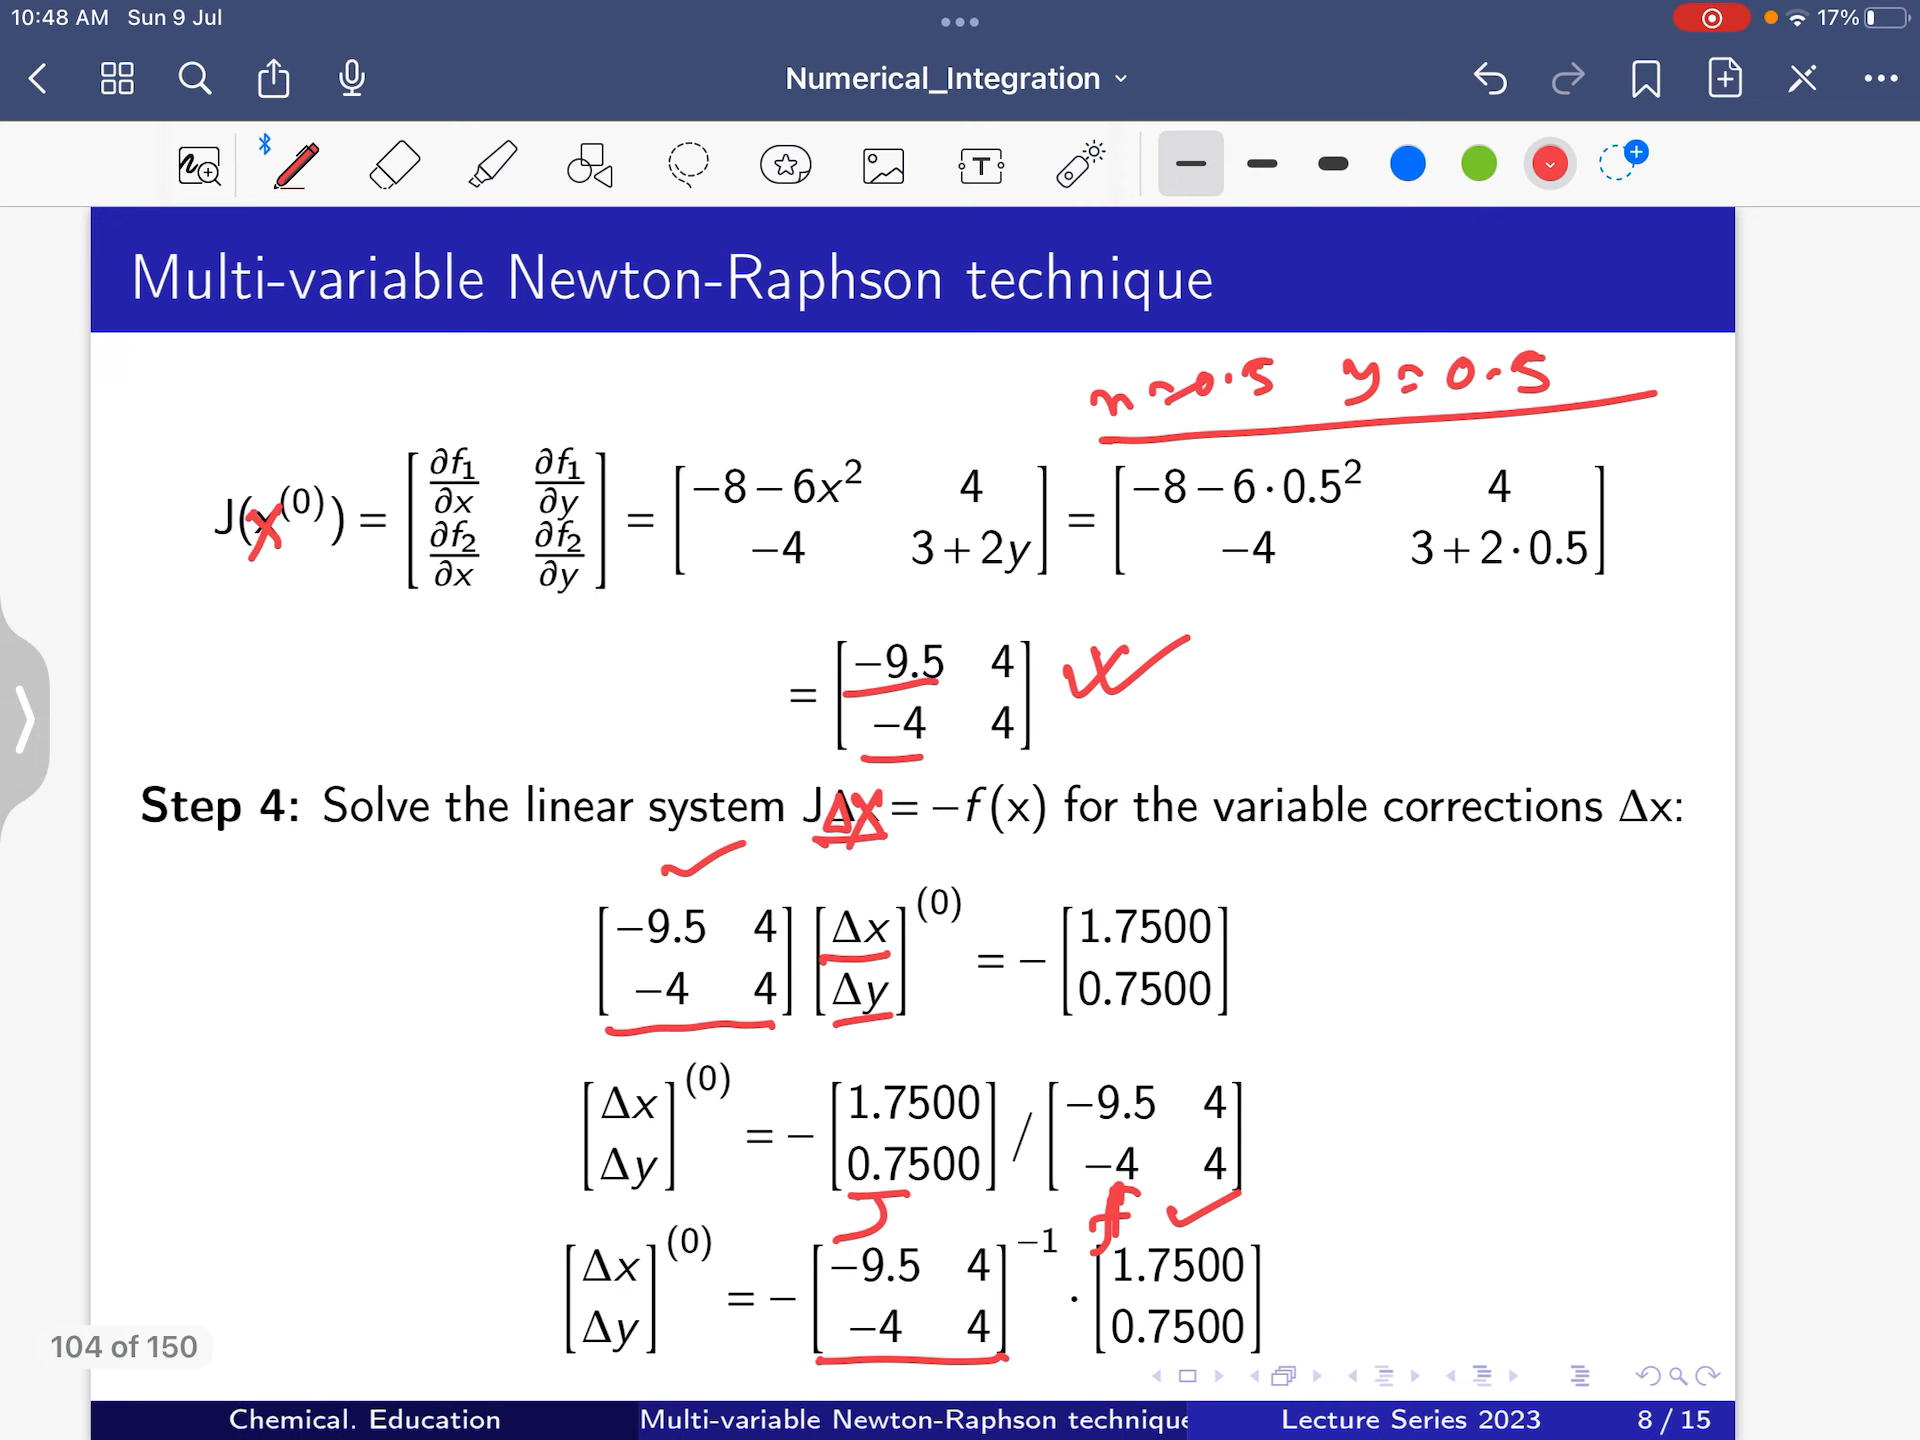 10:48 AM Sun 9 Jul
17%
Numerical_Integration
T
Multi-variable Newton-Raphson technique
x = 0.5 y = 0.5
J(x⁽⁰⁾) = [∂f₁/∂x ∂f₁/∂y; ∂f₂/∂x ∂f₂/∂y] = [−8−6x² 4; −4 3+2y] = [−8−6·0.5² 4; −4 3+2·0.5]
= [−9.5 4; −4 4]
Step 4: Solve the linear system JΔX = −f(x) for the variable corrections Δx:
[−9.5 4; −4 4] [Δx; Δy]⁽⁰⁾ = − [1.7500; 0.7500]
[Δx; Δy]⁽⁰⁾ = − [1.7500; 0.7500] / [−9.5 4; −4 4]
J f
[Δx; Δy]⁽⁰⁾ = − [−9.5 4; −4 4]⁻¹ · [1.7500; 0.7500]
104 of 150
Chemical. Education Multi-variable Newton-Raphson technique Lecture Series 2023 8 / 15